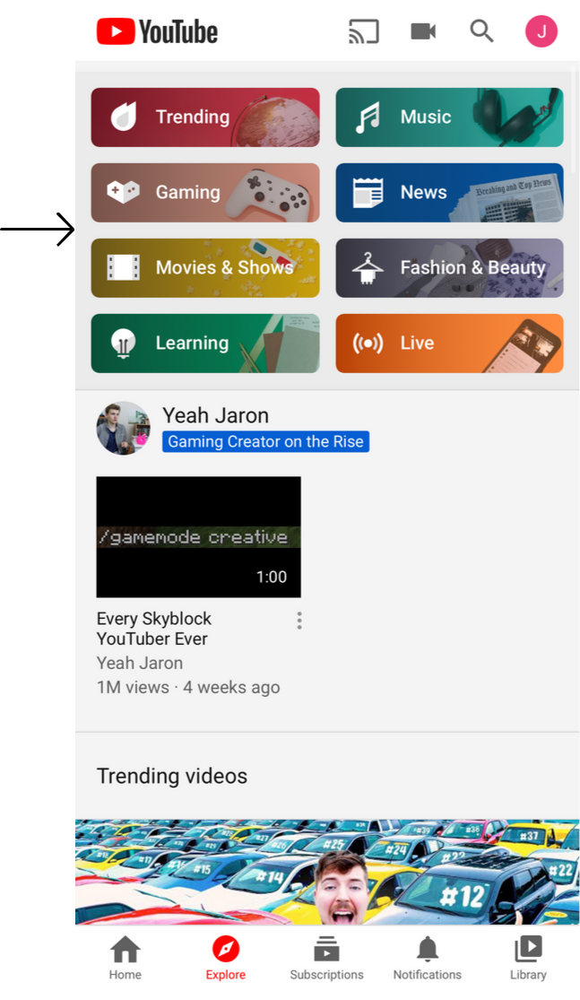 YouTube
J
Trending
Music
Gaming
News
Breaking and Top News
Movies & Shows
Fashion & Beauty
Learning
Live
Yeah Jaron
Gaming Creator on the Rise
/gamemode creative
1:00
Every Skyblock
YouTuber Ever
Yeah Jaron
1M views · 4 weeks ago
Trending videos
#25
#24
#38
#37
#22
#15
#14
#12
Home
Explore
Subscriptions
Notifications
Library